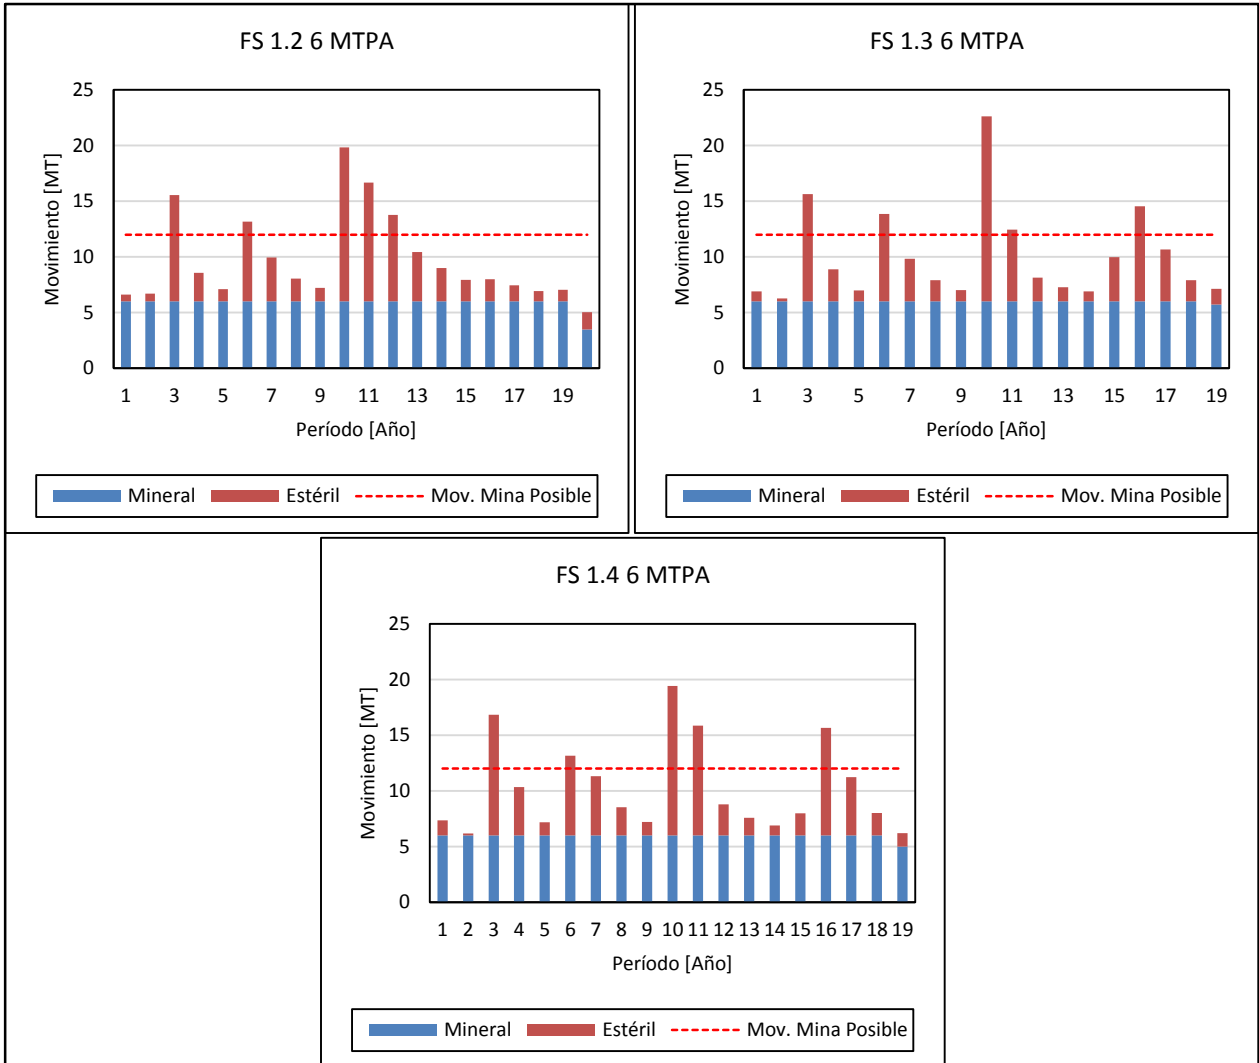 FS 1.2 6 MTPA
25
20
15
10
5
0
Movimiento [MT]
1 3 5 7 9 11 13 15 17 19
Período [Año]
Mineral Estéril Mov. Mina Posible
FS 1.3 6 MTPA
25
20
15
10
5
0
Movimiento [MT]
1 3 5 7 9 11 13 15 17 19
Período [Año]
Mineral Estéril Mov. Mina Posible
FS 1.4 6 MTPA
25
20
15
10
5
0
Movimiento [MT]
1 2 3 4 5 6 7 8 9 10 11 12 13 14 15 16 17 18 19
Período [Año]
Mineral Estéril Mov. Mina Posible